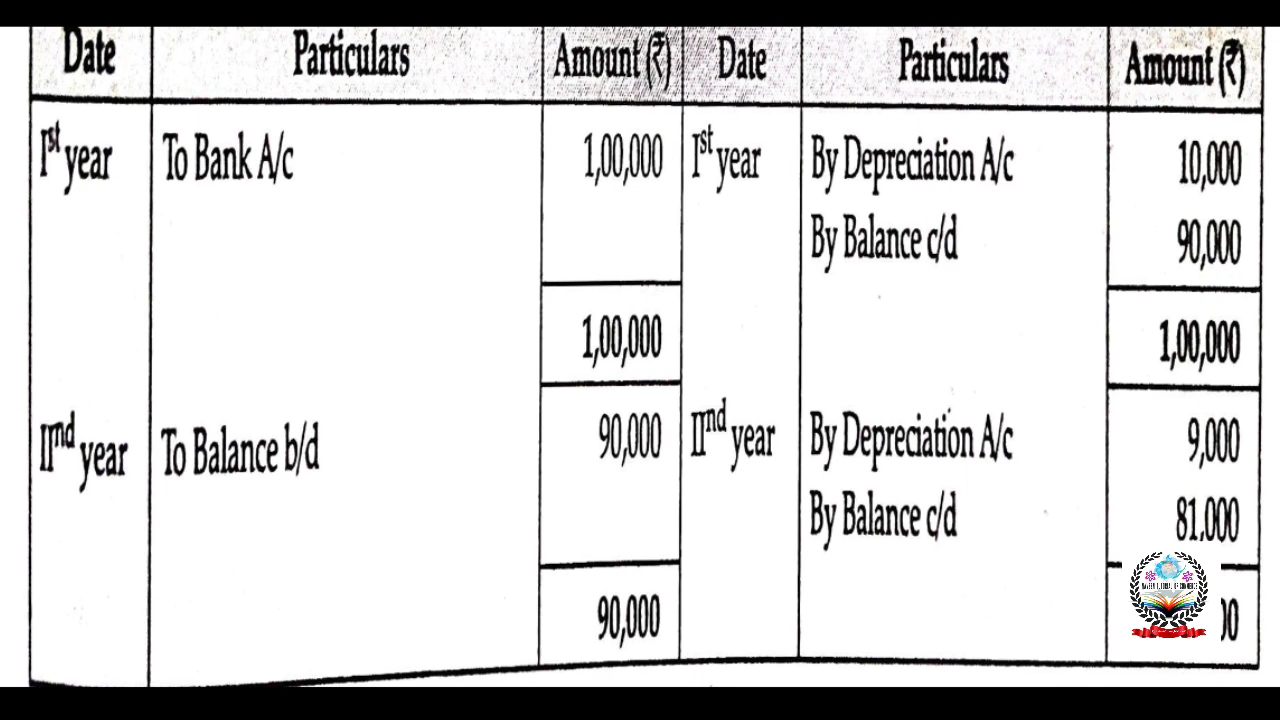 Date Particulars Amount (₹) Date Particulars Amount (₹)
Ist year To Bank A/c 1,00,000 Ist year By Depreciation A/c 10,000
By Balance c/d 90,000
1,00,000 1,00,000
IInd year To Balance b/d 90,000 IInd year By Depreciation A/c 9,000
By Balance c/d 81,000
90,000 00